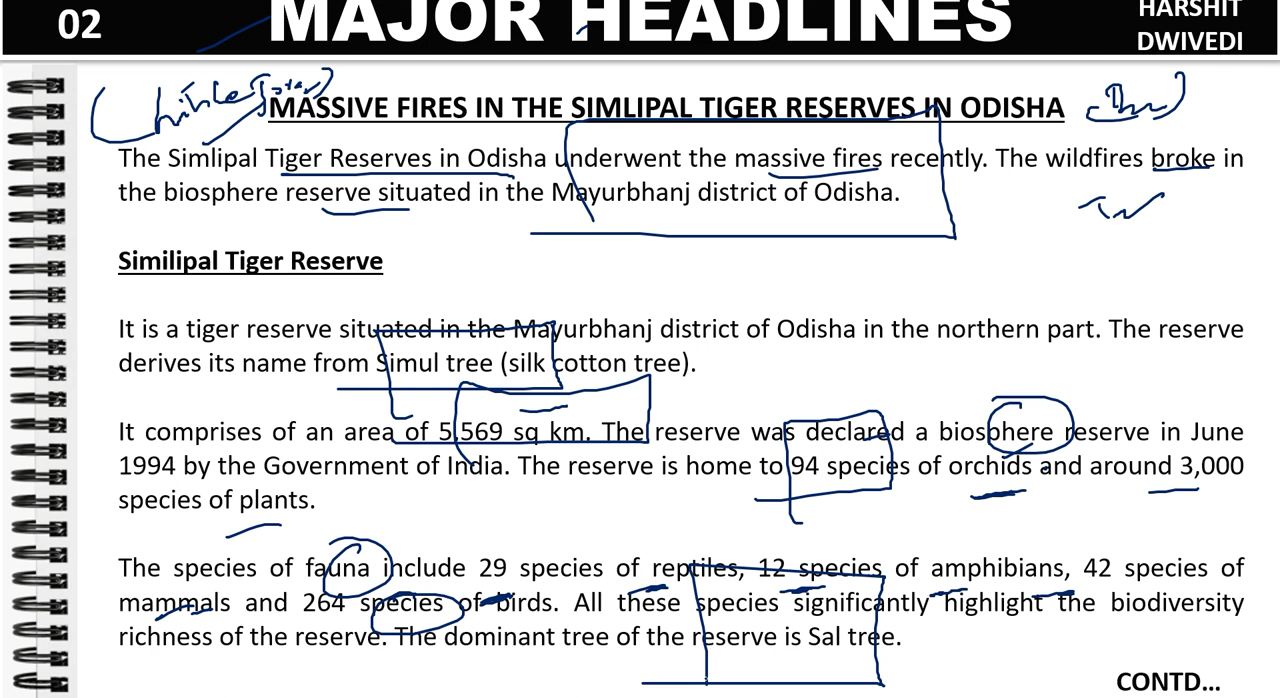 02
MAJOR HEADLINES
HARSHIT
DWIVEDI
MASSIVE FIRES IN THE SIMLIPAL TIGER RESERVES IN ODISHA
The Simlipal Tiger Reserves in Odisha underwent the massive fires recently. The wildfires broke in
the biosphere reserve situated in the Mayurbhanj district of Odisha.
Similipal Tiger Reserve
It is a tiger reserve situated in the Mayurbhanj district of Odisha in the northern part. The reserve
derives its name from Simul tree (silk cotton tree).
It comprises of an area of 5,569 sq km. The reserve was declared a biosphere reserve in June
1994 by the Government of India. The reserve is home to 94 species of orchids and around 3,000
species of plants.
The species of fauna include 29 species of reptiles, 12 species of amphibians, 42 species of
mammals and 264 species of birds. All these species significantly highlight the biodiversity
richness of the reserve. The dominant tree of the reserve is Sal tree.
CONTD...